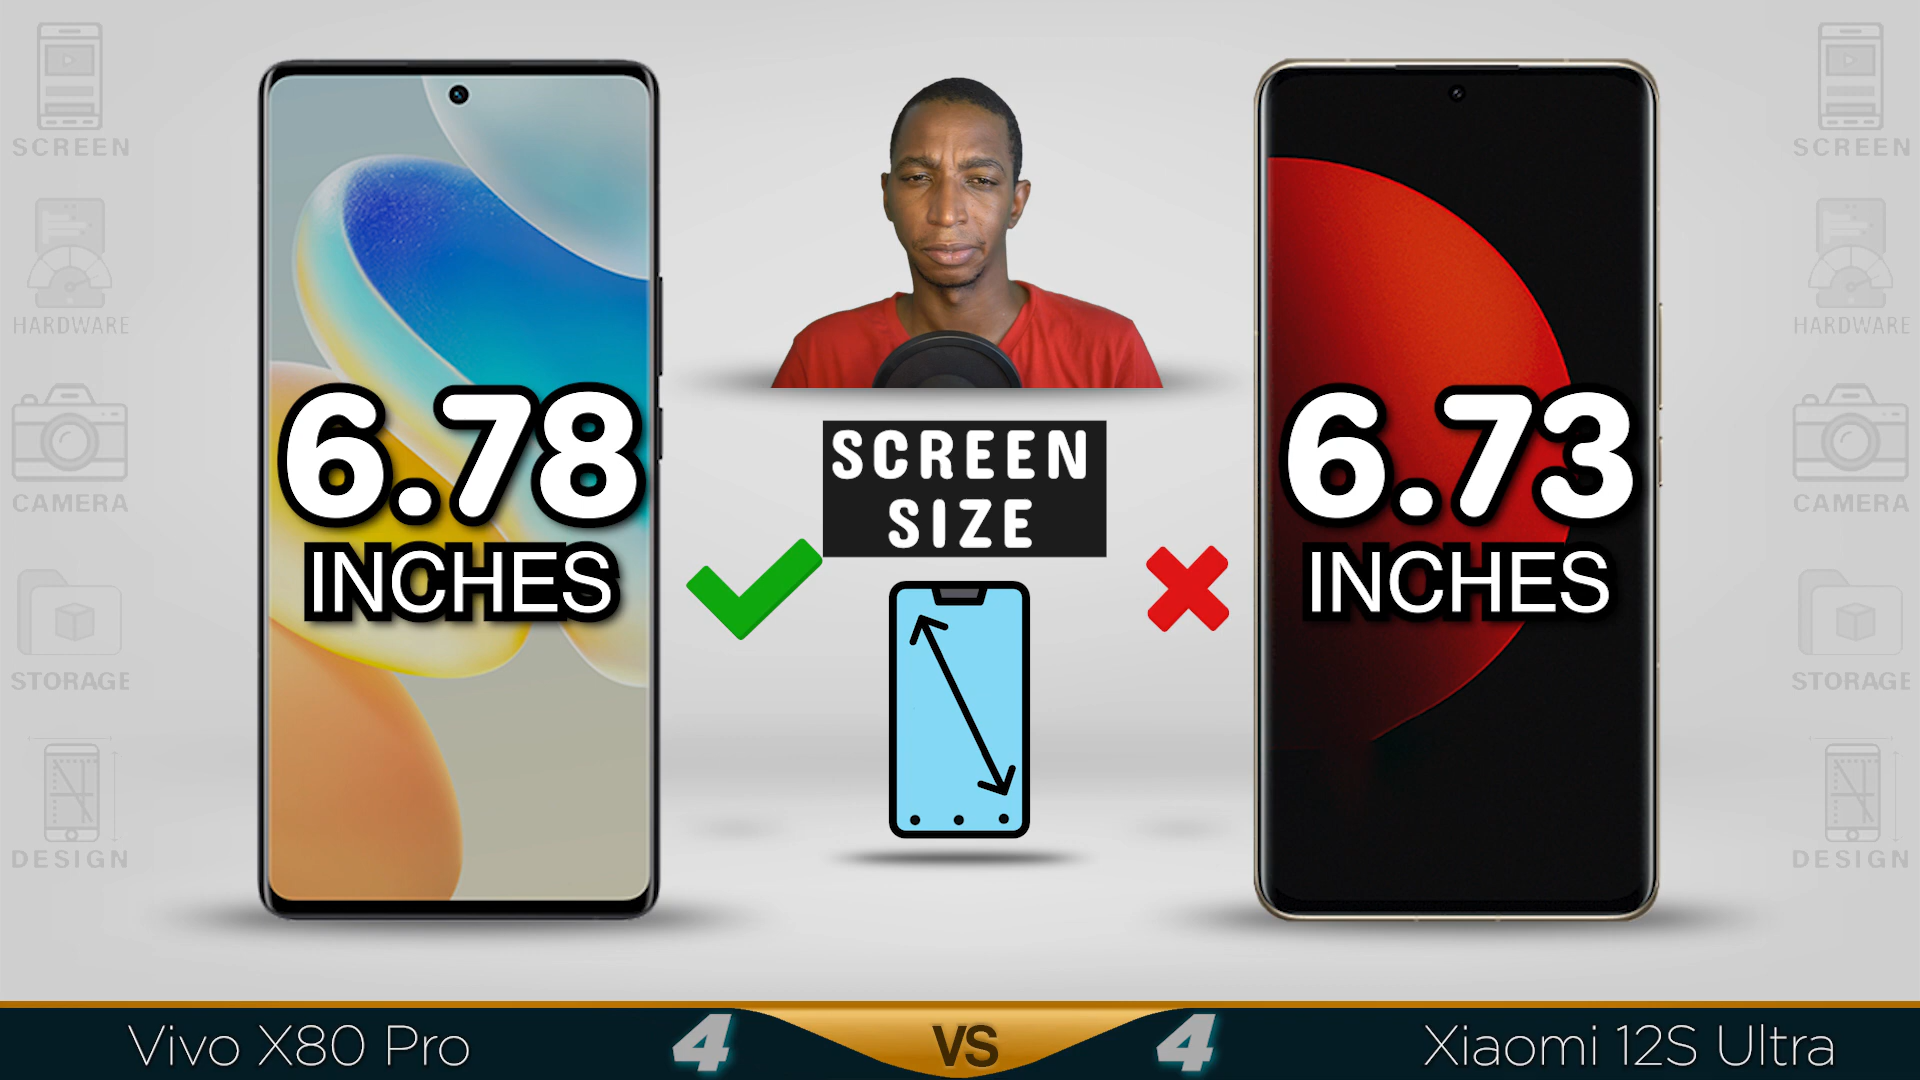 SCREEN
HARDWARE
CAMERA
STORAGE
DESIGN
6.78
INCHES
SCREEN
SIZE
6.73
INCHES
SCREEN
HARDWARE
CAMERA
STORAGE
DESIGN
Vivo X80 Pro
4
VS
4
Xiaomi 12S Ultra